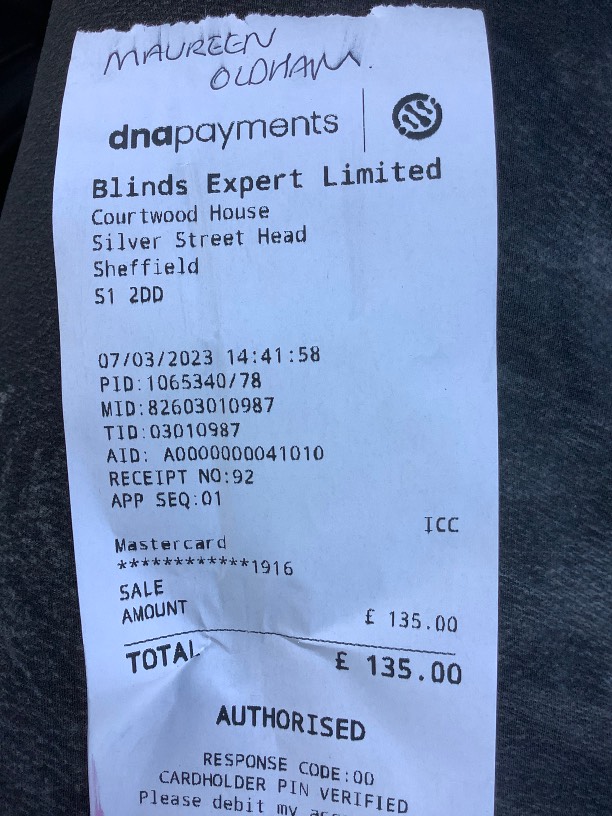 MAUREEN
OLDHAM.
dnapayments
Blinds Expert Limited
Courtwood House
Silver Street Head
Sheffield
S1 2DD
07/03/2023 14:41:58
PID:1065340/78
MID:82603010987
TID:03010987
AID: A0000000041010
RECEIPT NO:92
APP SEQ:01
ICC
Mastercard
************1916
SALE
AMOUNT £ 135.00
TOTAL £ 135.00
AUTHORISED
RESPONSE CODE:00
CARDHOLDER PIN VERIFIED
Please debit my